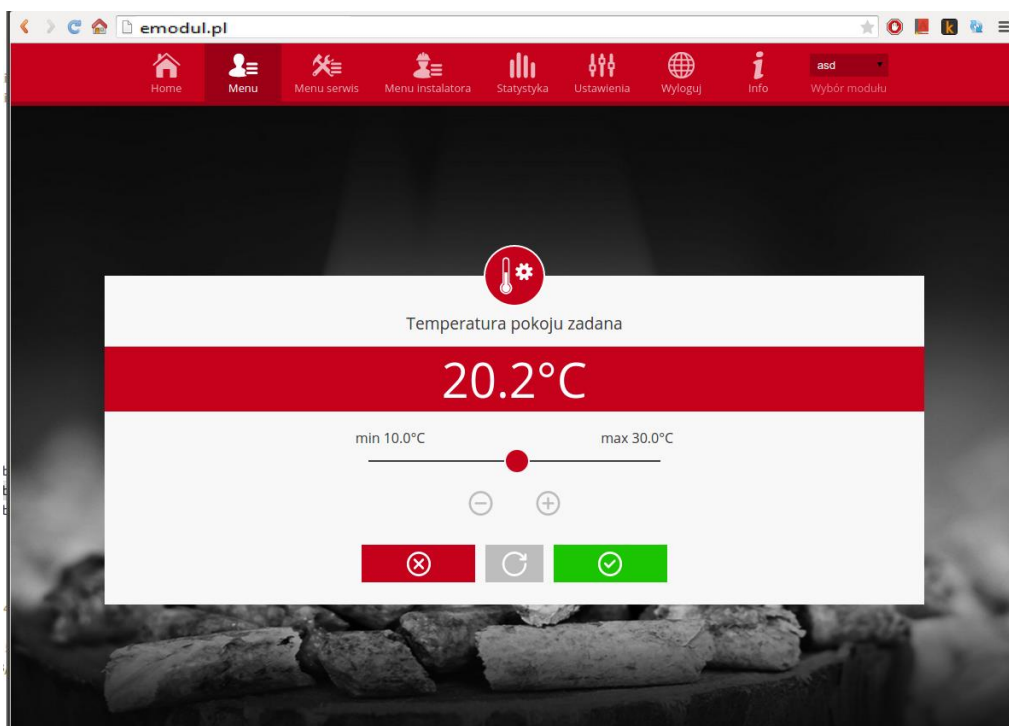 emodul.pl
Home
Menu
Menu serwis
Menu instalatora
Statystyka
Ustawienia
Wyloguj
Info
asd
Wybór modułu
Temperatura pokoju zadana
20.2°C
min 10.0°C max 30.0°C